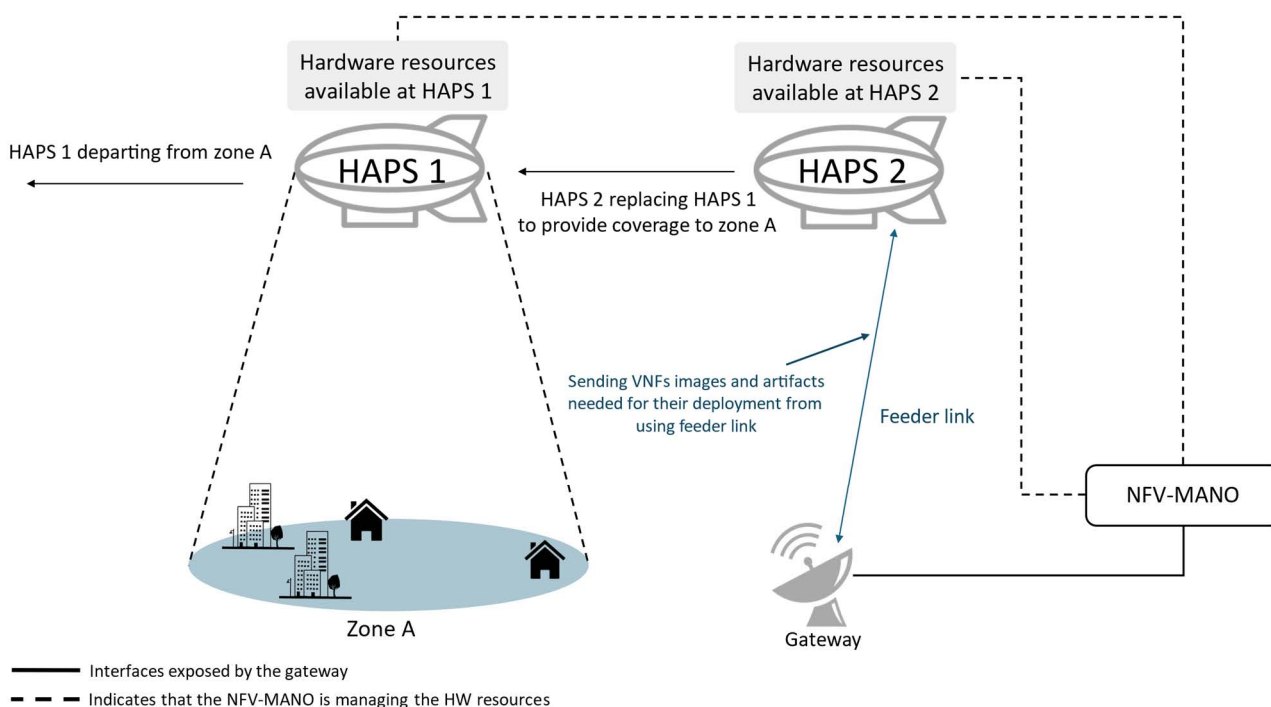 Hardware resources
available at HAPS 1
Hardware resources
available at HAPS 2
HAPS 1 departing from zone A
HAPS 1
HAPS 2
HAPS 2 replacing HAPS 1
to provide coverage to zone A
Sending VNFs images and artifacts
needed for their deployment from
using feeder link
Feeder link
NFV-MANO
Zone A
Gateway
Interfaces exposed by the gateway
Indicates that the NFV-MANO is managing the HW resources